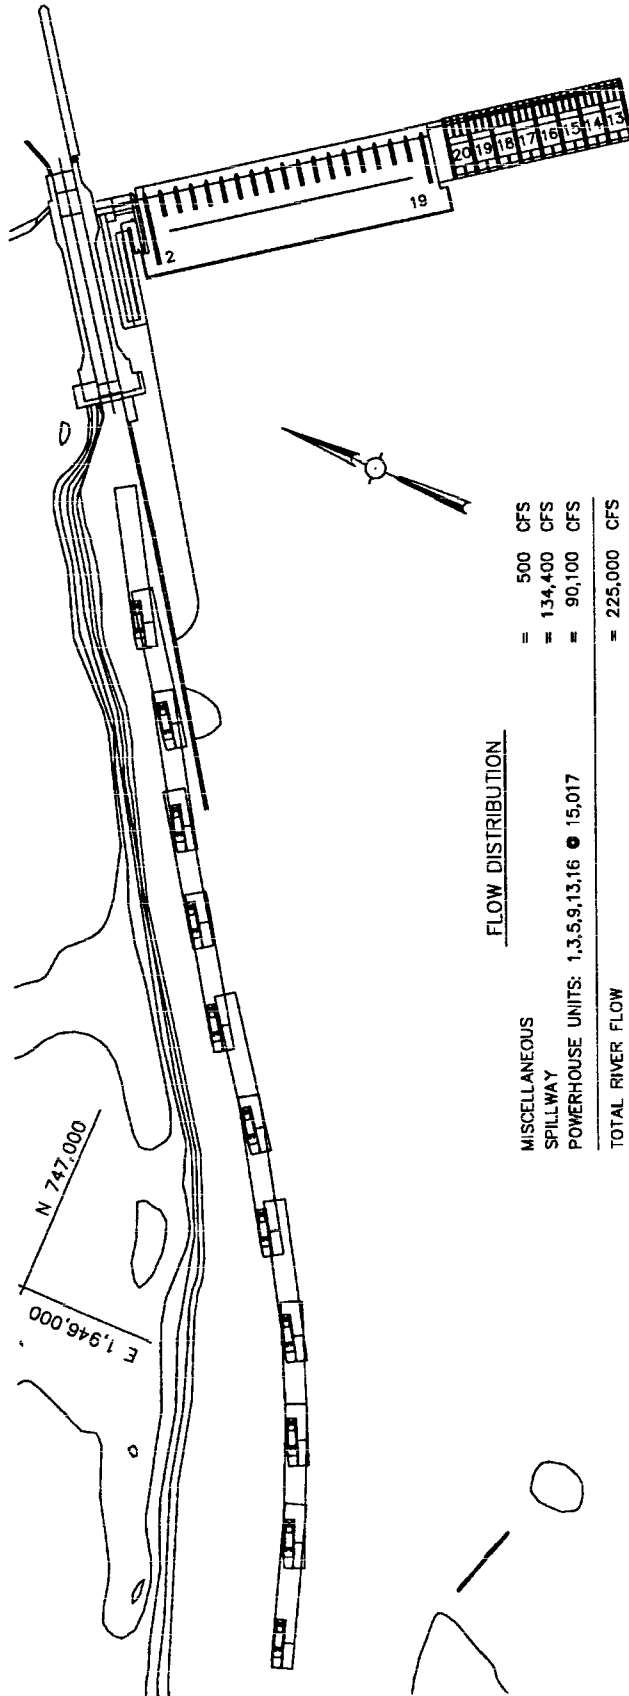 20 19 18 17 16 15 14 13
2
19
FLOW DISTRIBUTION
MISCELLANEOUS = 500 CFS
SPILLWAY = 134,400 CFS
POWERHOUSE UNITS: 1,3,5,9,13,16 @ 15,017 = 90,100 CFS
TOTAL RIVER FLOW = 225,000 CFS
N 747,000
E 1,946,000